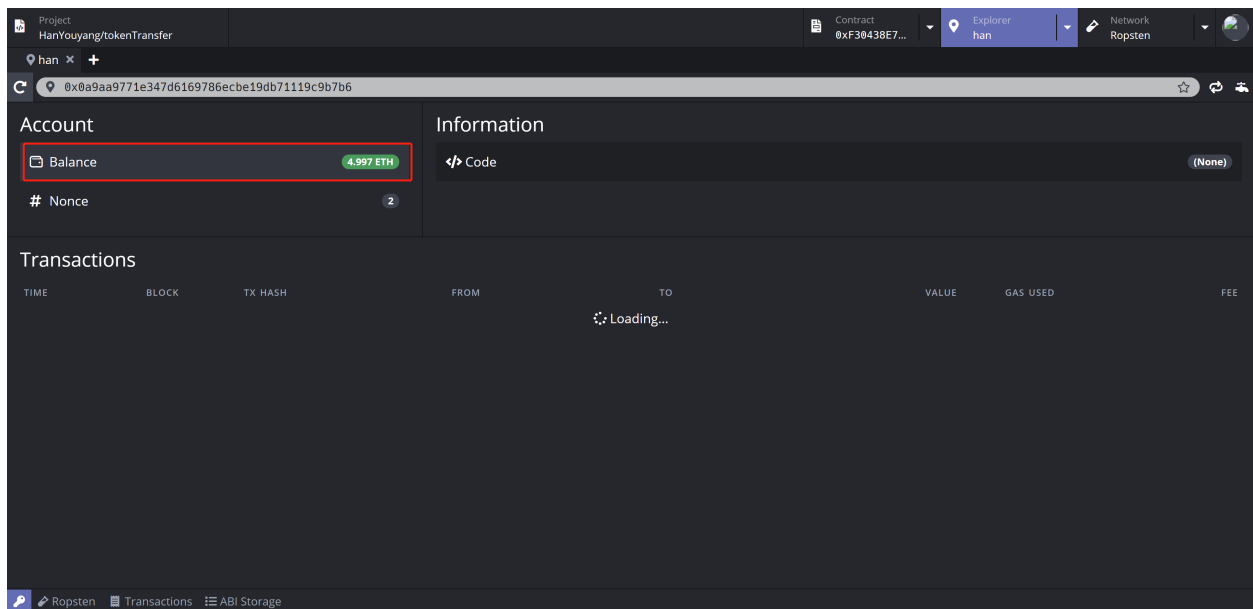 Project
HanYouyang/tokenTransfer
Contract
0xF30438E7...
Explorer
han
Network
Ropsten
han
0x0a9aa9771e347d6169786ecbe19db71119c9b7b6
Account
Balance 4.997 ETH
# Nonce 2
Information
</> Code (None)
Transactions
TIME BLOCK TX HASH FROM TO VALUE GAS USED FEE
Loading...
Ropsten Transactions ABI Storage